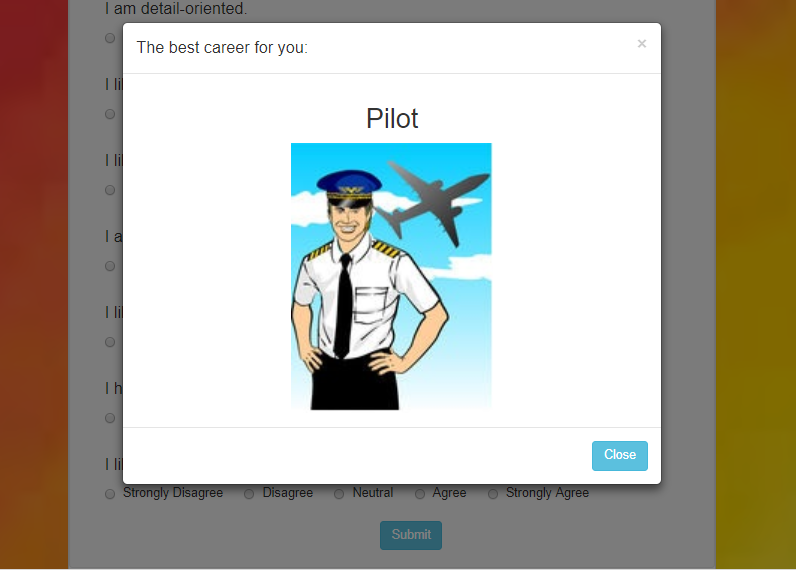 I am detail-oriented.
The best career for you:
×
I li
Pilot
I li
I a
I li
I h
Close
I li
Strongly Disagree Disagree Neutral Agree Strongly Agree
Submit